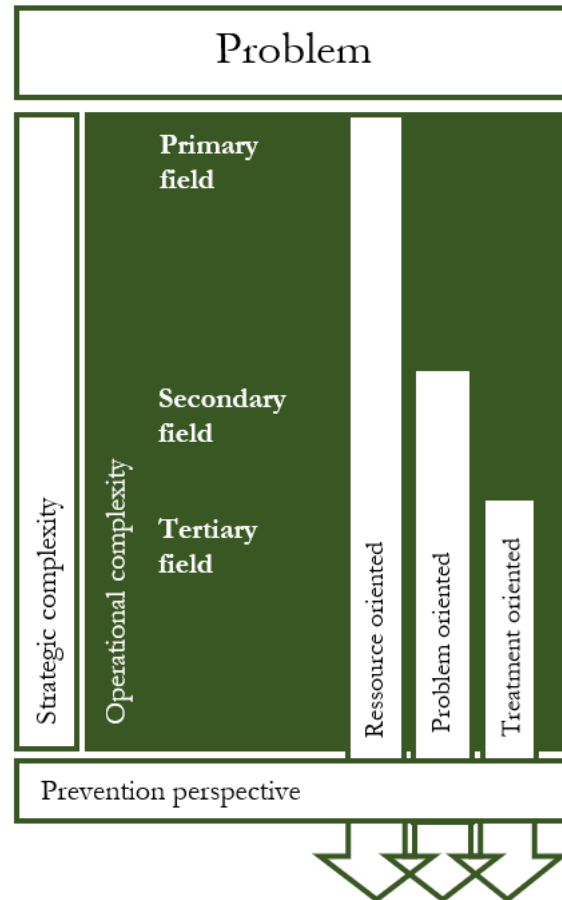 Problem
Strategic complexity
Operational complexity
Primary
field
Secondary
field
Tertiary
field
Ressource oriented
Problem oriented
Treatment oriented
Prevention perspective